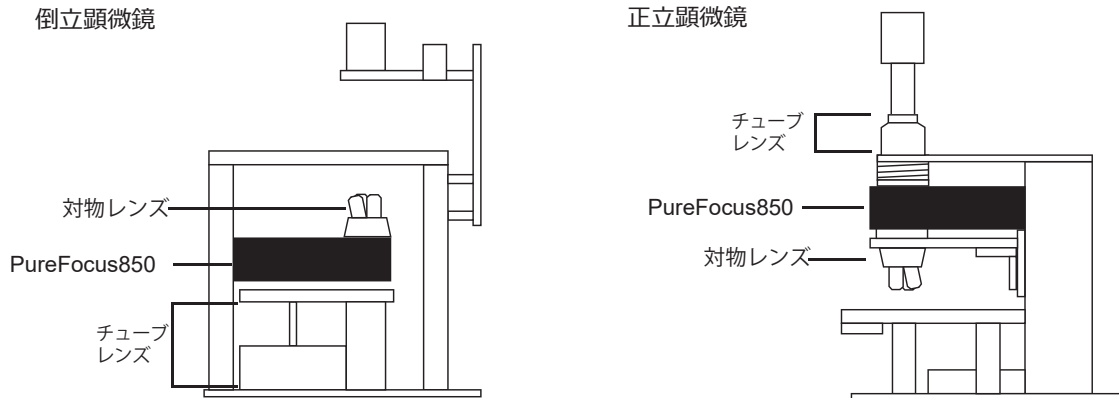 倒立顕微鏡
対物レンズ
PureFocus850
チューブ
レンズ
正立顕微鏡
チューブ
レンズ
PureFocus850
対物レンズ